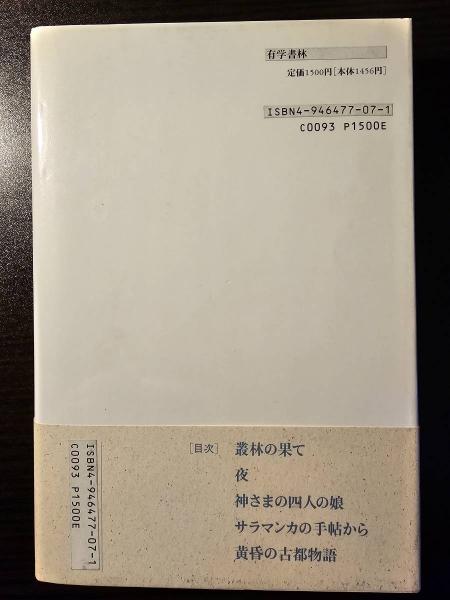 有学書林
定価1500円[本体1456円]
ISBN4-946477-07-1
C0093 P1500E
[目次]
叢林の果て
夜
神さまの四人の娘
サラマンカの手帖から
黄昏の古都物語
ISBN4-946477-07-1
C0093 P1500E